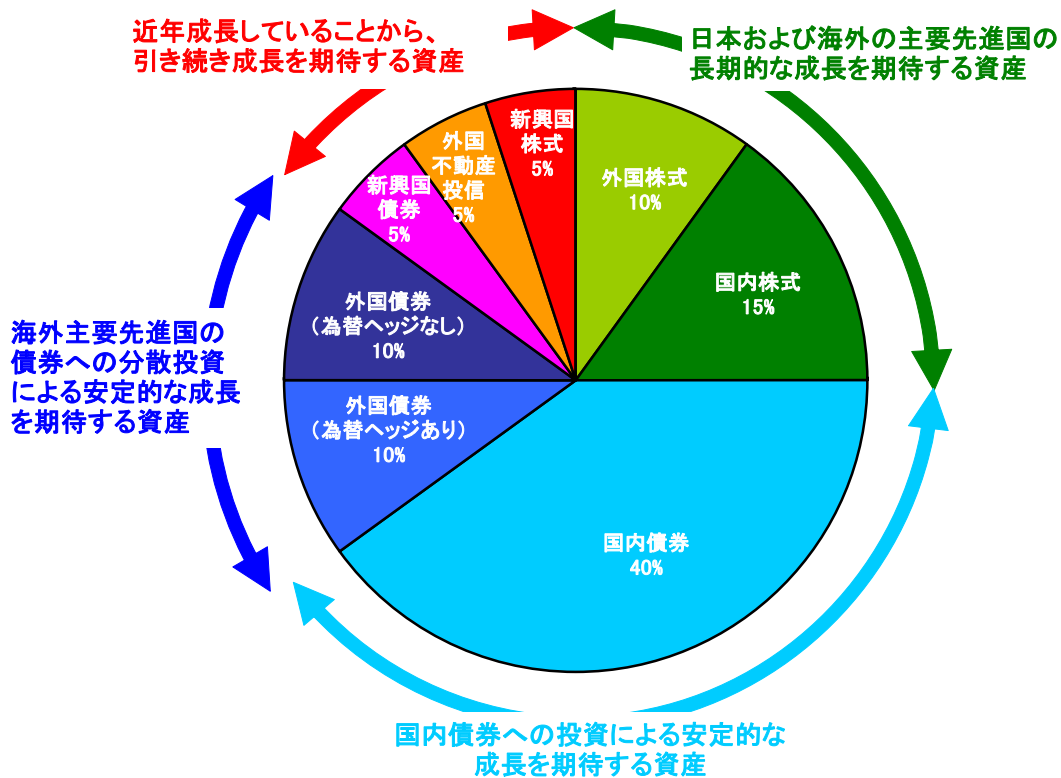 近年成長していることから、
引き続き成長を期待する資産
日本および海外の主要先進国の
長期的な成長を期待する資産
新興国
株式
5%
外国
不動産
投信
5%
新興国
債券
5%
外国株式
10%
国内株式
15%
外国債券
（為替ヘッジなし）
10%
外国債券
（為替ヘッジあり）
10%
海外主要先進国の
債券への分散投資
による安定的な成長
を期待する資産
国内債券
40%
国内債券への投資による安定的な
成長を期待する資産